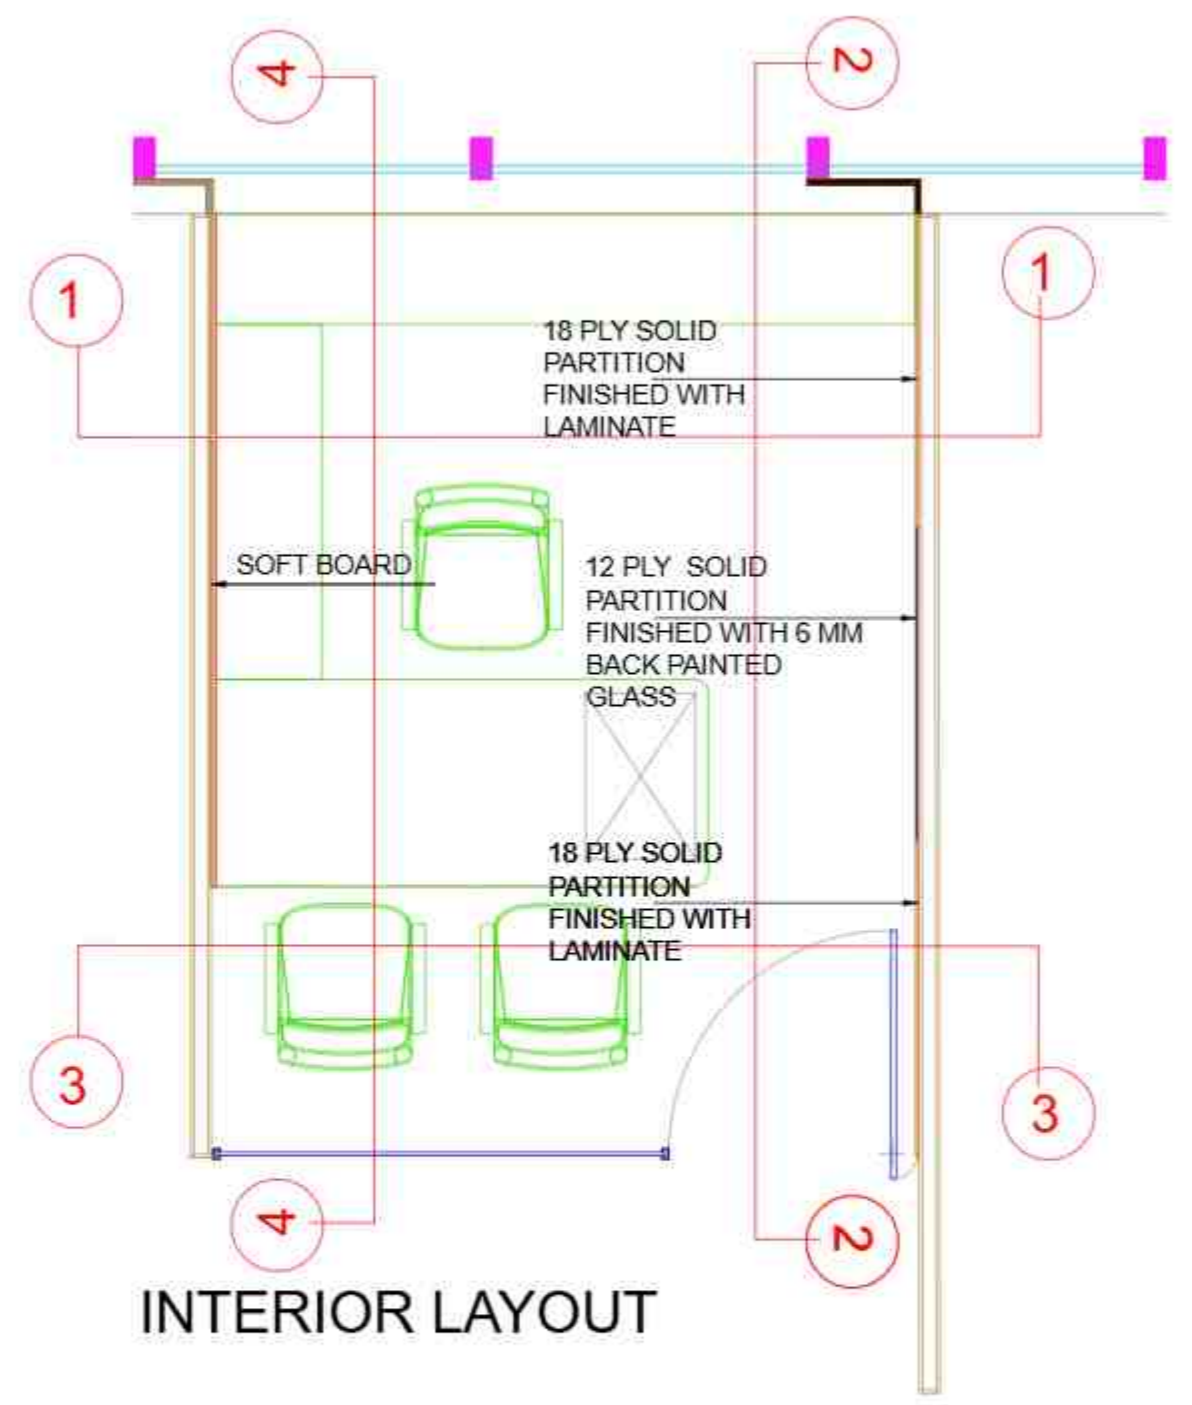 4
2
1
1
18 PLY SOLID
PARTITION
FINISHED WITH
LAMINATE
SOFT BOARD
12 PLY SOLID
PARTITION
FINISHED WITH 6 MM
BACK PAINTED
GLASS
18 PLY SOLID
PARTITION
FINISHED WITH
LAMINATE
3
3
4
2
INTERIOR LAYOUT